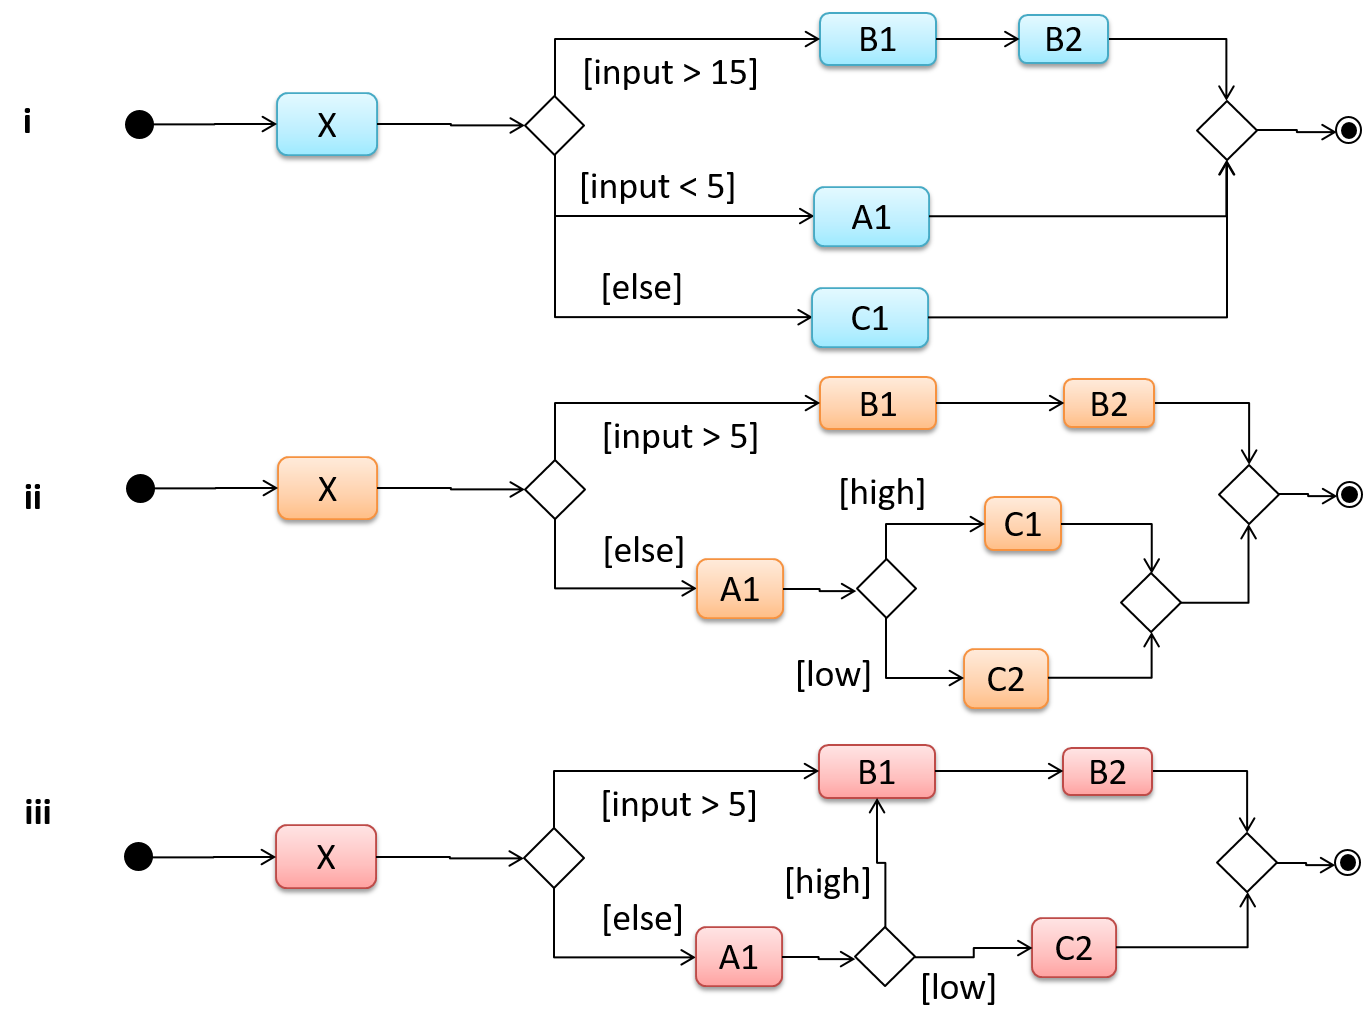 i
X
[input > 15]
B1
B2
[input < 5]
A1
[else]
C1
ii
X
[input > 5]
B1
B2
[else]
A1
[high]
C1
[low]
C2
iii
X
[input > 5]
B1
B2
[else]
A1
[high]
[low]
C2